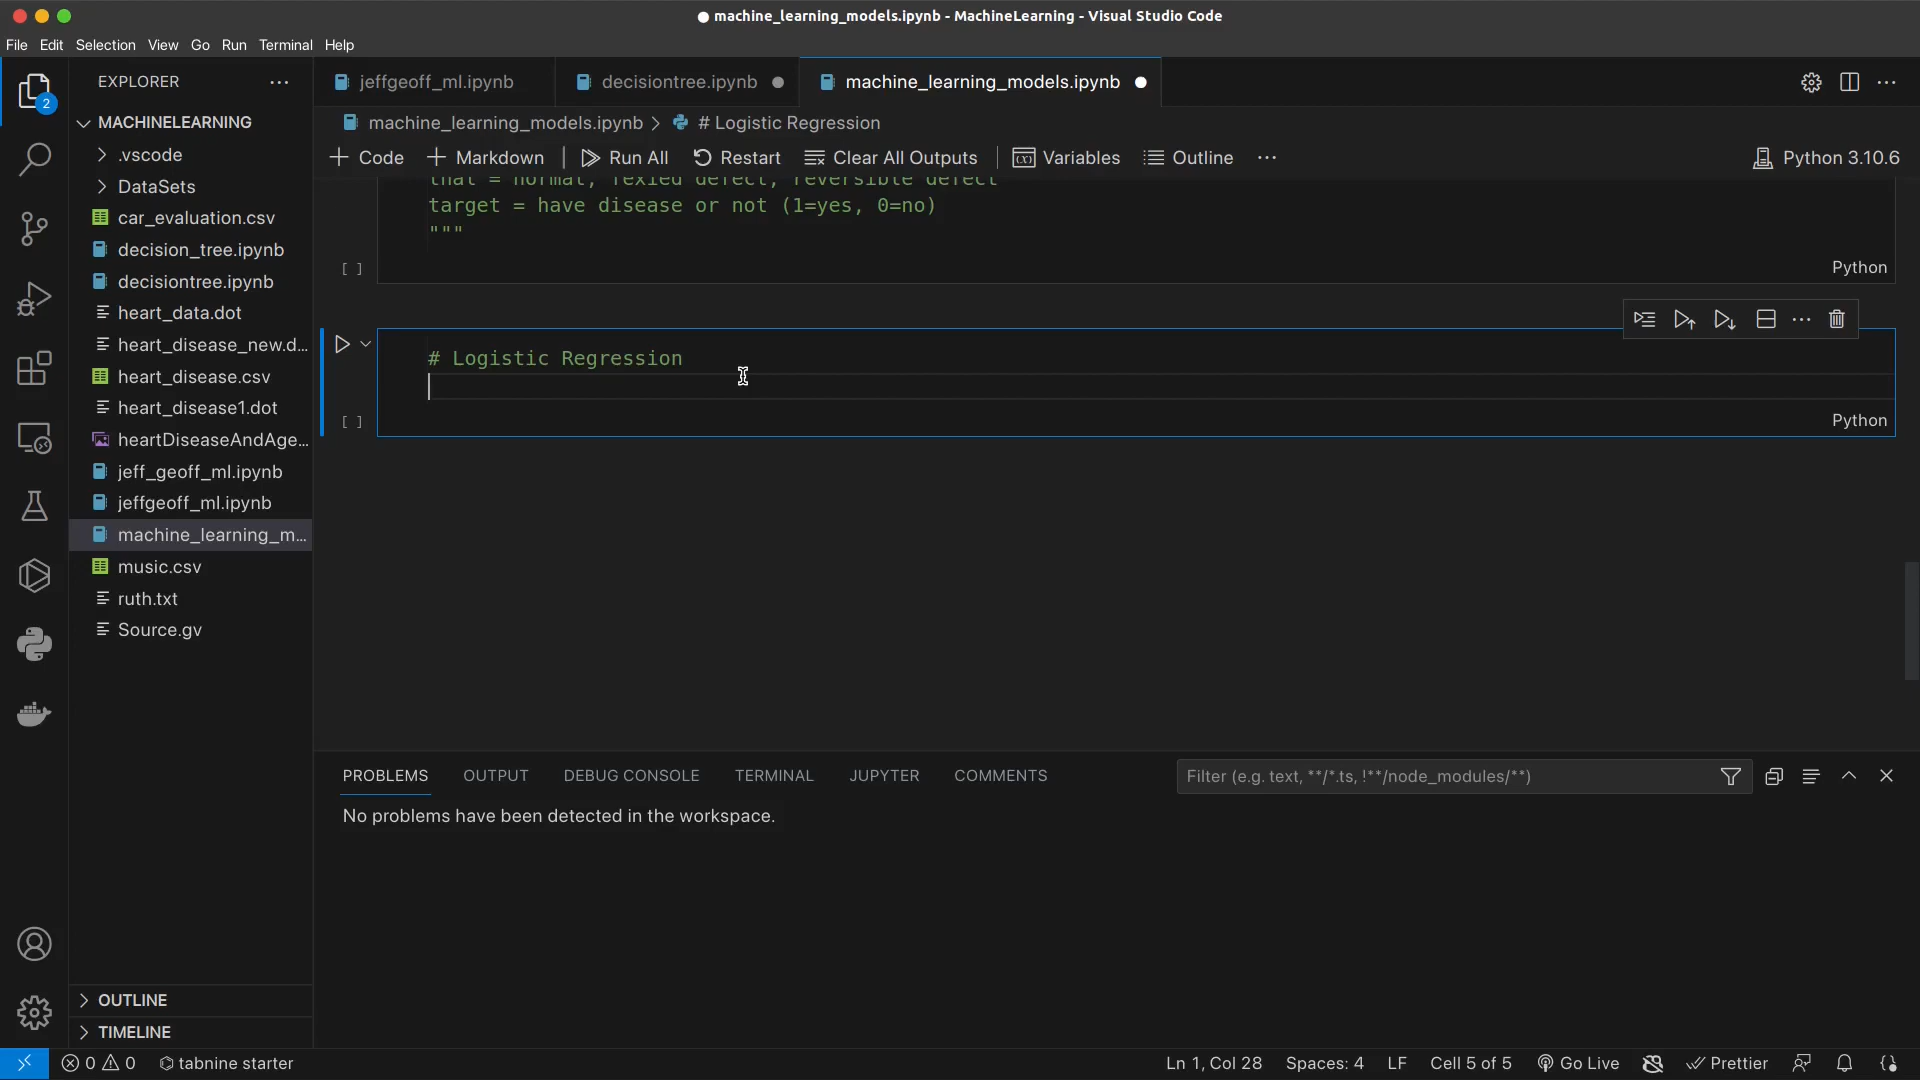 machine_learning_models.ipynb - MachineLearning - Visual Studio Code
File Edit Selection View Go Run Terminal Help
EXPLORER
2
MACHINELEARNING
.vscode
DataSets
car_evaluation.csv
decision_tree.ipynb
decisiontree.ipynb
heart_data.dot
heart_disease_new.d...
heart_disease.csv
heart_disease1.dot
heartDiseaseAndAge...
jeff_geoff_ml.ipynb
jeffgeoff_ml.ipynb
machine_learning_m...
music.csv
ruth.txt
Source.gv
OUTLINE
TIMELINE
jeffgeoff_ml.ipynb decisiontree.ipynb machine_learning_models.ipynb
machine_learning_models.ipynb > # Logistic Regression
+ Code + Markdown Run All Restart Clear All Outputs Variables Outline ... Python 3.10.6
= normal, defect, reversible defect
target = have disease or not (1=yes, 0=no)
"""
[ ] Python
# Logistic Regression
[ ] Python
PROBLEMS OUTPUT DEBUG CONSOLE TERMINAL JUPYTER COMMENTS Filter (e.g. text, **/*.ts, !**/node_modules/**)
No problems have been detected in the workspace.
0 0 tabnine starter Ln 1, Col 28 Spaces: 4 LF Cell 5 of 5 Go Live Prettier